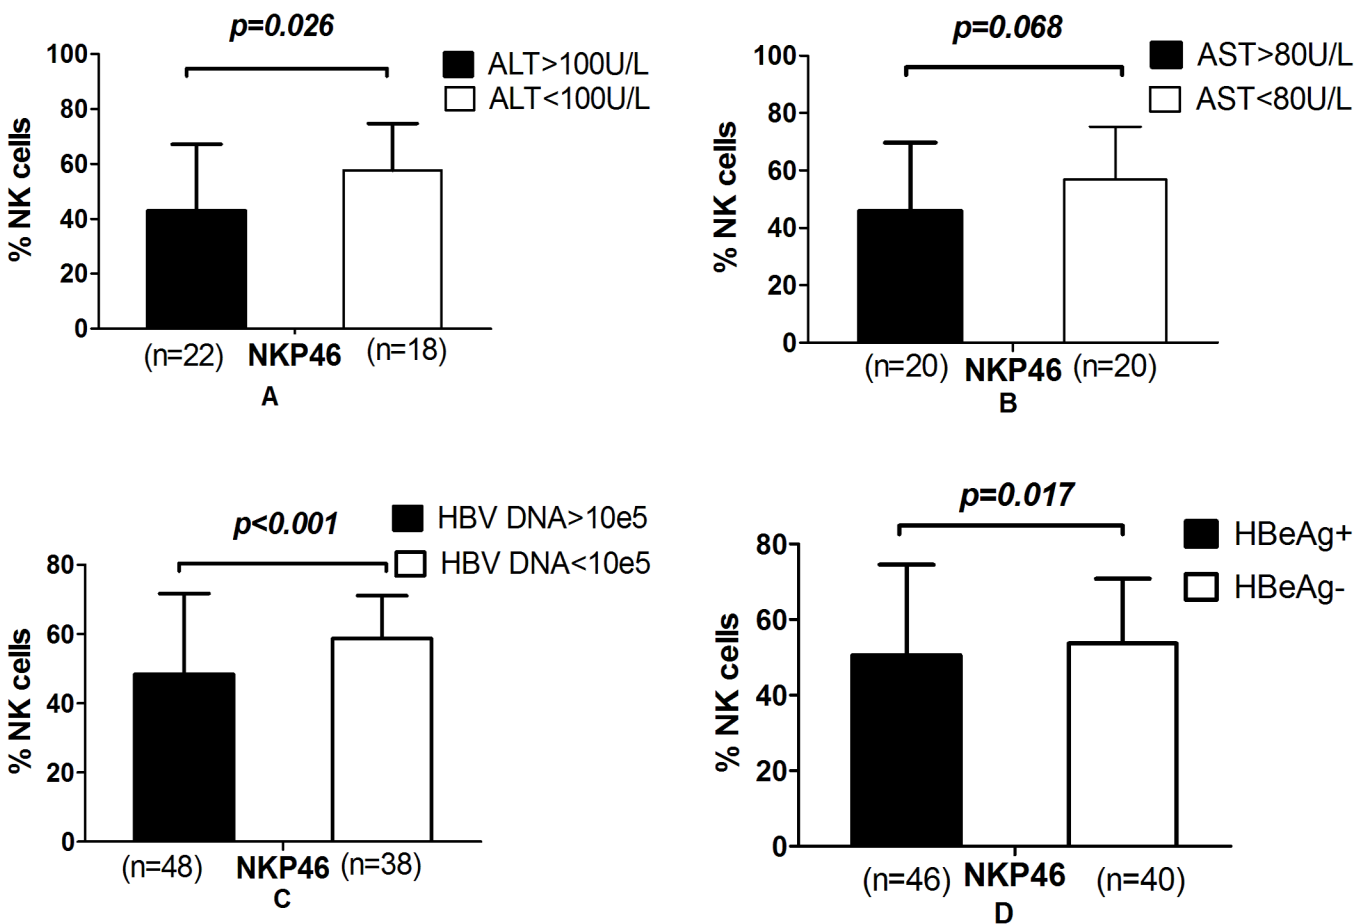 p=0.026
ALT>100U/L
ALT<100U/L
% NK cells
100
80
60
40
20
0
(n=22) NKP46 (n=18)
A
p=0.068
AST>80U/L
AST<80U/L
% NK cells
100
80
60
40
20
0
(n=20) NKP46 (n=20)
B
p<0.001
HBV DNA>10e5
HBV DNA<10e5
% NK cells
80
60
40
20
0
(n=48) NKP46 (n=38)
C
p=0.017
HBeAg+
HBeAg-
% NK cells
80
60
40
20
0
(n=46) NKP46 (n=40)
D